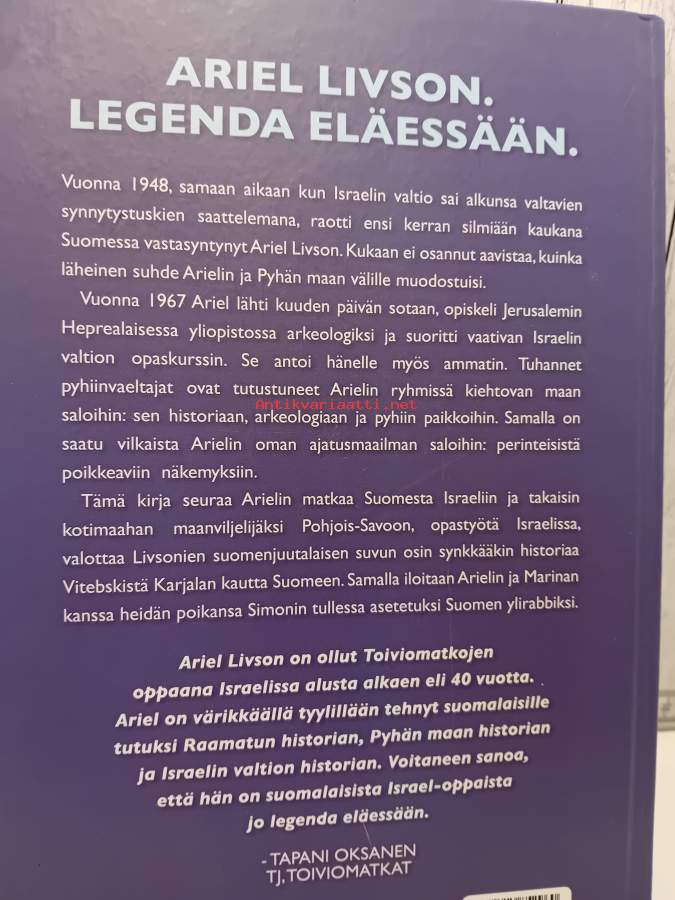 ARIEL LIVSON.
LEGENDA ELÄESSÄÄN.
Vuonna 1948, samaan aikaan kun Israelin valtio sai alkunsa valtavien
synnytystuskien saattelemana, raotti ensi kerran silmiään kaukana
Suomessa vastasyntynyt Ariel Livson. Kukaan ei osannut aavistaa, kuinka
läheinen suhde Arielin ja Pyhän maan välille muodostuisi.
Vuonna 1967 Ariel lähti kuuden päivän sotaan, opiskeli Jerusalemin
Heprealaisessa yliopistossa arkeologiksi ja suoritti vaativan Israelin
valtion opaskurssin. Se antoi hänelle myös ammatin. Tuhannet
pyhiinvaeltajat ovat tutustuneet Arielin ryhmissä kiehtovan maan
Antikvariaatti.net
saloihin: sen historiaan, arkeologiaan ja pyhiin paikkoihin. Samalla on
saatu vilkaista Arielin oman ajatusmaailman saloihin: perinteisistä
poikkeaviin näkemyksiin.
Tämä kirja seuraa Arielin matkaa Suomesta Israeliin ja takaisin
kotimaahan maanviljelijäksi Pohjois-Savoon, opastyötä Israelissa,
valottaa Livsonien suomenjuutalaisen suvun osin synkkääkin historiaa
Vitebskistä Karjalan kautta Suomeen. Samalla iloitaan Arielin ja Marinan
kanssa heidän poikansa Simonin tullessa asetetuksi Suomen ylirabbiksi.
Ariel Livson on ollut Toiviomatkojen
oppaana Israelissa alusta alkaen eli 40 vuotta.
Ariel on värikkäällä tyylillään tehnyt suomalaisille
tutuksi Raamatun historian, Pyhän maan historian
ja Israelin valtion historian. Voitaneen sanoa,
että hän on suomalaisista Israel-oppaista
jo legenda eläessään.
- TAPANI OKSANEN
TJ, TOIVIOMATKAT